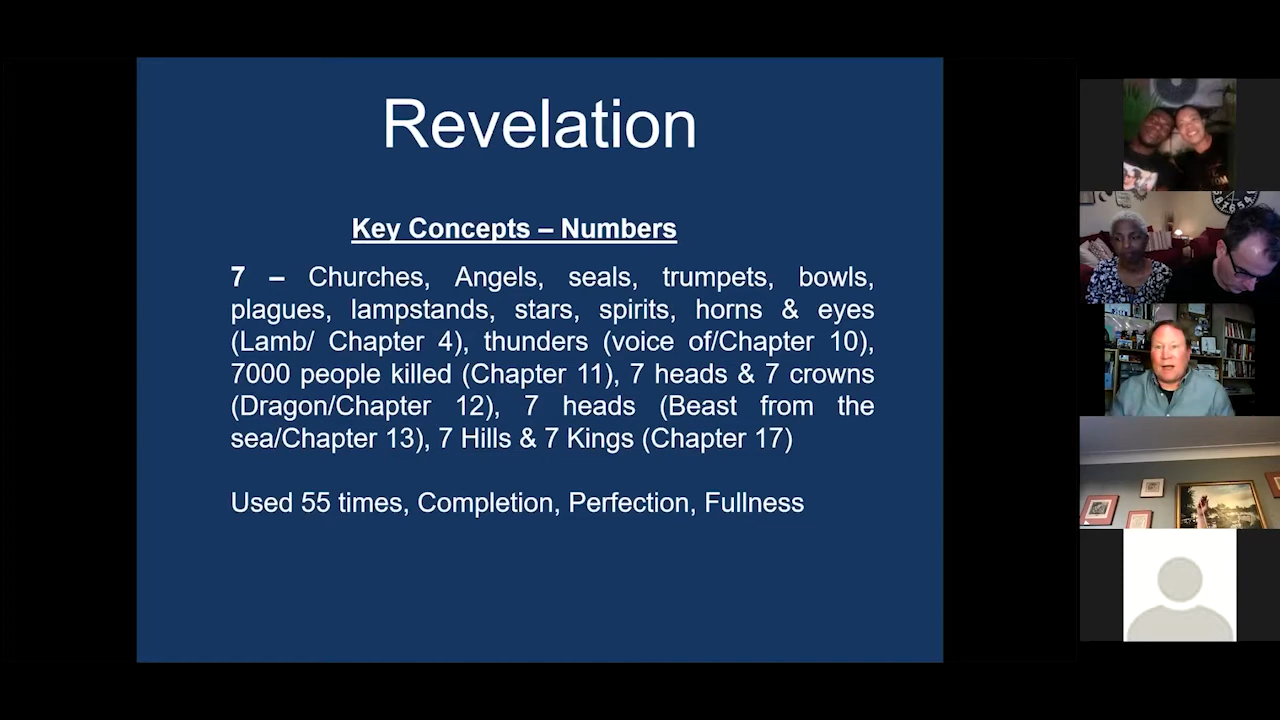 Revelation
Key Concepts – Numbers
7 – Churches, Angels, seals, trumpets, bowls,
plagues, lampstands, stars, spirits, horns & eyes
(Lamb/ Chapter 4), thunders (voice of/Chapter 10),
7000 people killed (Chapter 11), 7 heads & 7 crowns
(Dragon/Chapter 12), 7 heads (Beast from the
sea/Chapter 13), 7 Hills & 7 Kings (Chapter 17)
Used 55 times, Completion, Perfection, Fullness